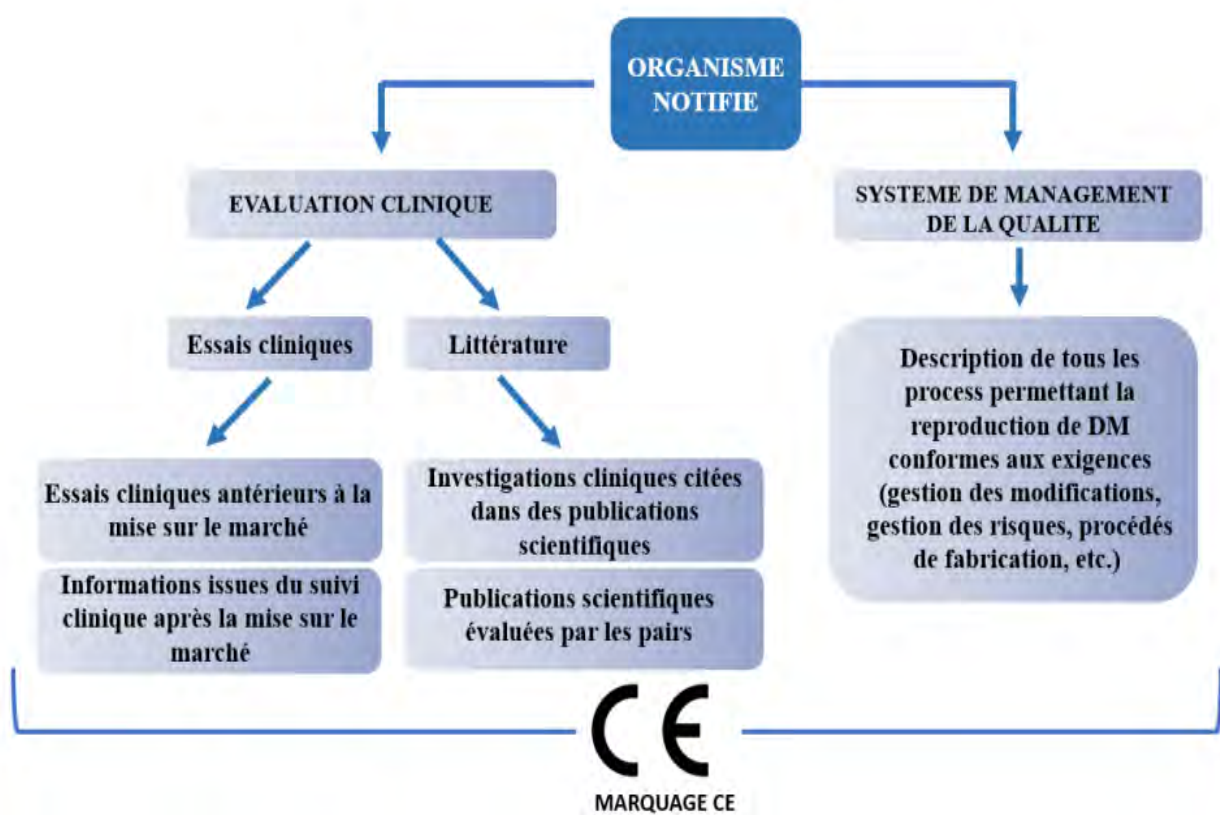 ORGANISME
NOTIFIE
EVALUATION CLINIQUE
SYSTEME DE MANAGEMENT
DE LA QUALITE
Essais cliniques
Littérature
Essais cliniques antérieurs à la
mise sur le marché
Informations issues du suivi
clinique après la mise sur le
marché
Investigations cliniques citées
dans des publications
scientifiques
Publications scientifiques
évaluées par les pairs
Description de tous les
process permettant la
reproduction de DM
conformes aux exigences
(gestion des modifications,
gestion des risques, procédés
de fabrication, etc.)
CE
MARQUAGE CE